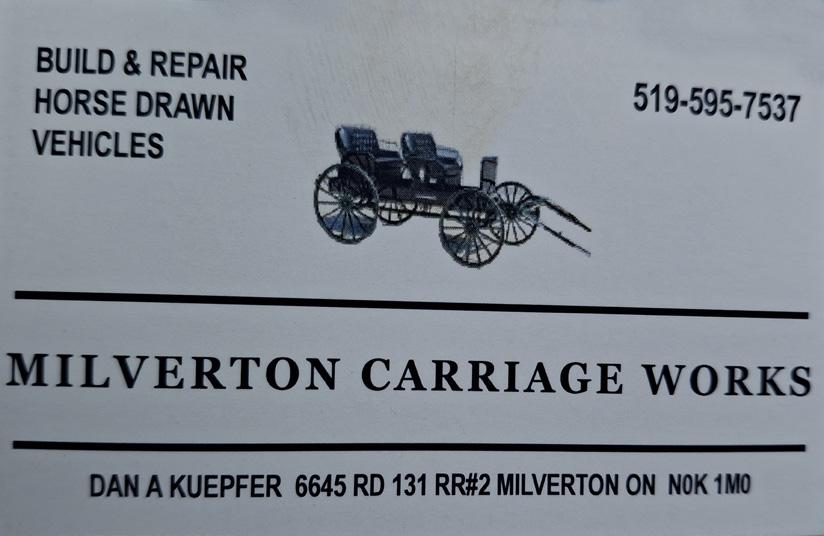 BUILD & REPAIR
HORSE DRAWN
VEHICLES
519-595-7537
MILVERTON CARRIAGE WORKS
DAN A KUEPFER 6645 RD 131 RR#2 MILVERTON ON N0K 1M0